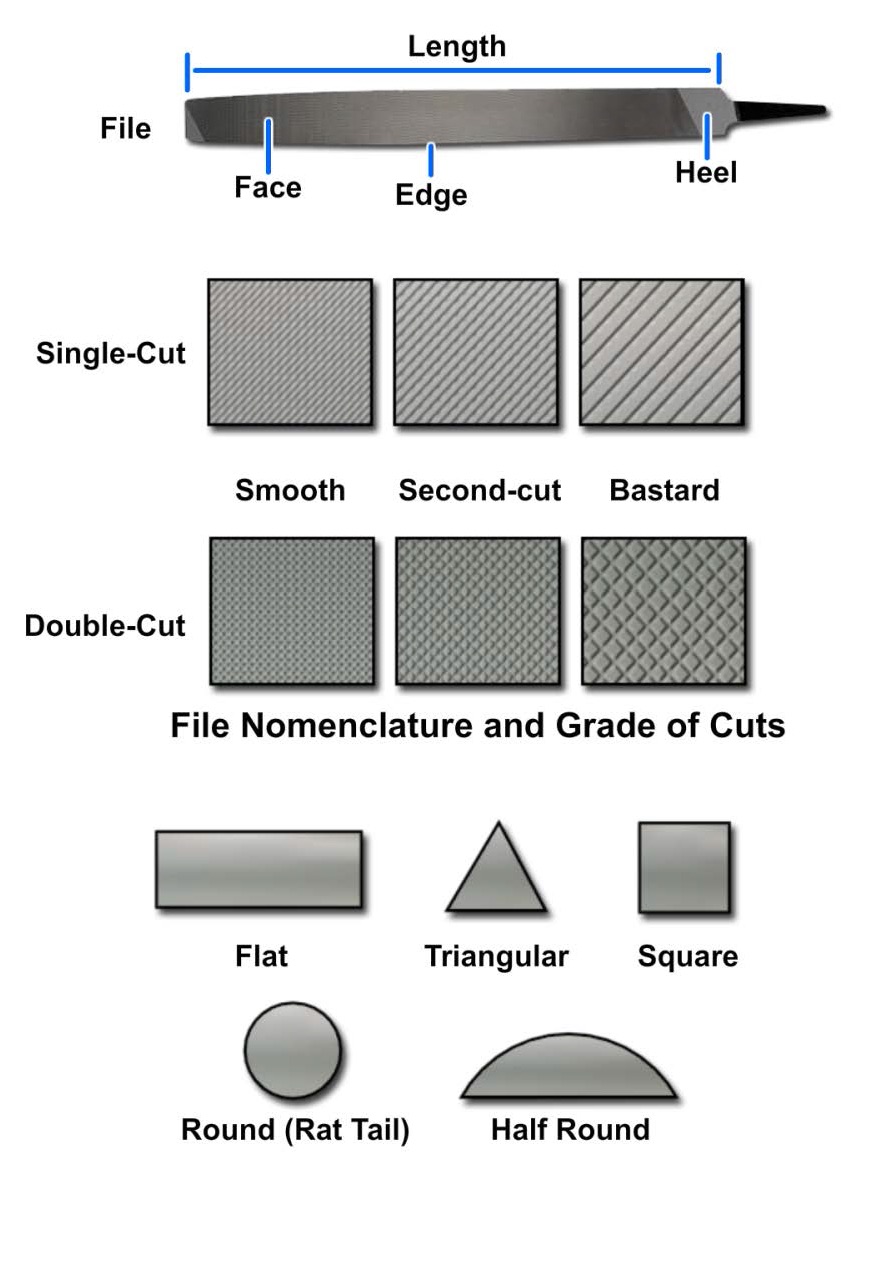 Length
File
Face
Edge
Heel
Single-Cut
Smooth
Second-cut
Bastard
Double-Cut
File Nomenclature and Grade of Cuts
Flat
Triangular
Square
Round (Rat Tail)
Half Round